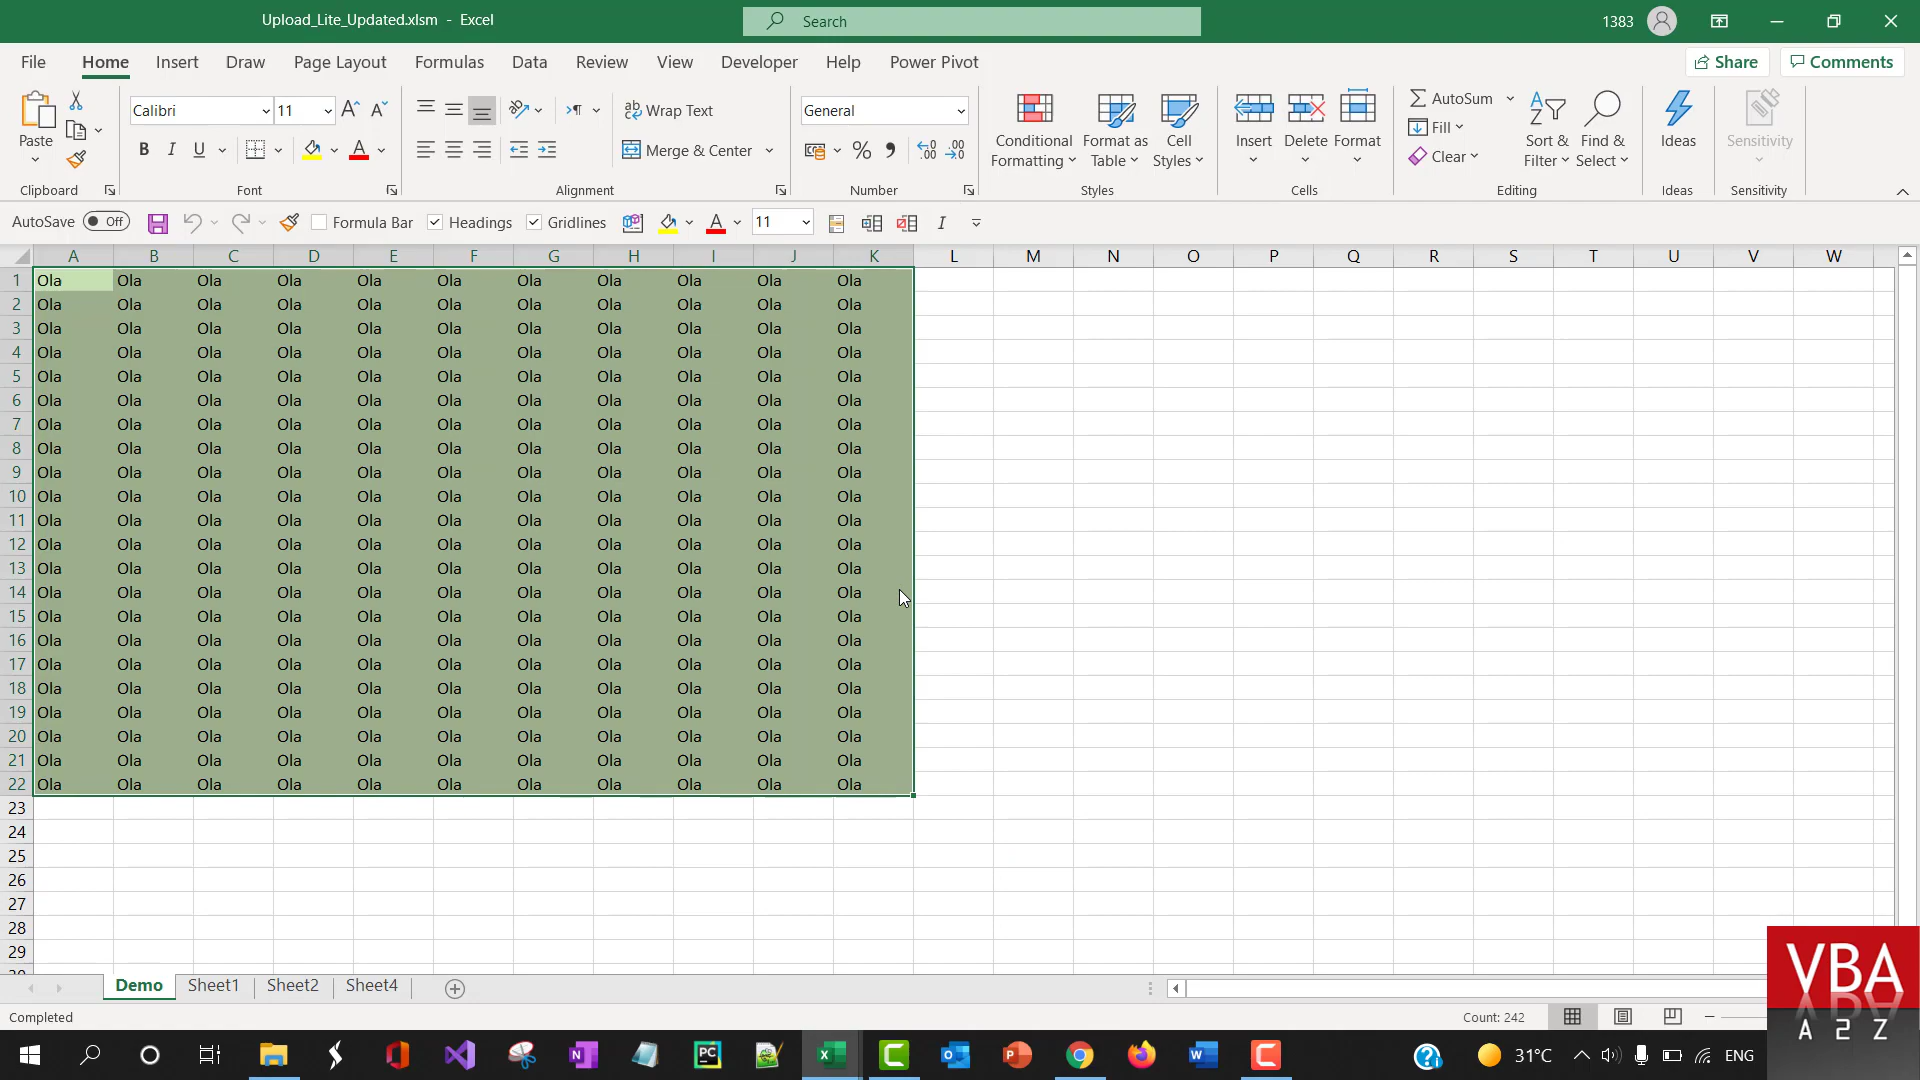 Upload_Lite_Updated.xlsm - Excel
Search
1383
File Home Insert Draw Page Layout Formulas Data Review View Developer Help Power Pivot
Share Comments
Paste
Clipboard
Calibri 11
B I U
Font
Wrap Text
Merge & Center
Alignment
General
Number
Conditional Formatting
Format as Table
Cell Styles
Styles
Insert Delete Format
Cells
AutoSum
Fill
Clear
Sort & Filter
Find & Select
Editing
Ideas
Ideas
Sensitivity
Sensitivity
AutoSave Off Formula Bar Headings Gridlines 11
A B C D E F G H I J K L M N O P Q R S T U V W
1 Ola Ola Ola Ola Ola Ola Ola Ola Ola Ola Ola
2 Ola Ola Ola Ola Ola Ola Ola Ola Ola Ola Ola
3 Ola Ola Ola Ola Ola Ola Ola Ola Ola Ola Ola
4 Ola Ola Ola Ola Ola Ola Ola Ola Ola Ola Ola
5 Ola Ola Ola Ola Ola Ola Ola Ola Ola Ola Ola
6 Ola Ola Ola Ola Ola Ola Ola Ola Ola Ola Ola
7 Ola Ola Ola Ola Ola Ola Ola Ola Ola Ola Ola
8 Ola Ola Ola Ola Ola Ola Ola Ola Ola Ola Ola
9 Ola Ola Ola Ola Ola Ola Ola Ola Ola Ola Ola
10 Ola Ola Ola Ola Ola Ola Ola Ola Ola Ola Ola
11 Ola Ola Ola Ola Ola Ola Ola Ola Ola Ola Ola
12 Ola Ola Ola Ola Ola Ola Ola Ola Ola Ola Ola
13 Ola Ola Ola Ola Ola Ola Ola Ola Ola Ola Ola
14 Ola Ola Ola Ola Ola Ola Ola Ola Ola Ola Ola
15 Ola Ola Ola Ola Ola Ola Ola Ola Ola Ola Ola
16 Ola Ola Ola Ola Ola Ola Ola Ola Ola Ola Ola
17 Ola Ola Ola Ola Ola Ola Ola Ola Ola Ola Ola
18 Ola Ola Ola Ola Ola Ola Ola Ola Ola Ola Ola
19 Ola Ola Ola Ola Ola Ola Ola Ola Ola Ola Ola
20 Ola Ola Ola Ola Ola Ola Ola Ola Ola Ola Ola
21 Ola Ola Ola Ola Ola Ola Ola Ola Ola Ola Ola
22 Ola Ola Ola Ola Ola Ola Ola Ola Ola Ola Ola
23
24
25
26
27
28
29
Demo Sheet1 Sheet2 Sheet4
Completed
Count: 242
VBA
A 2 Z
31°C ENG